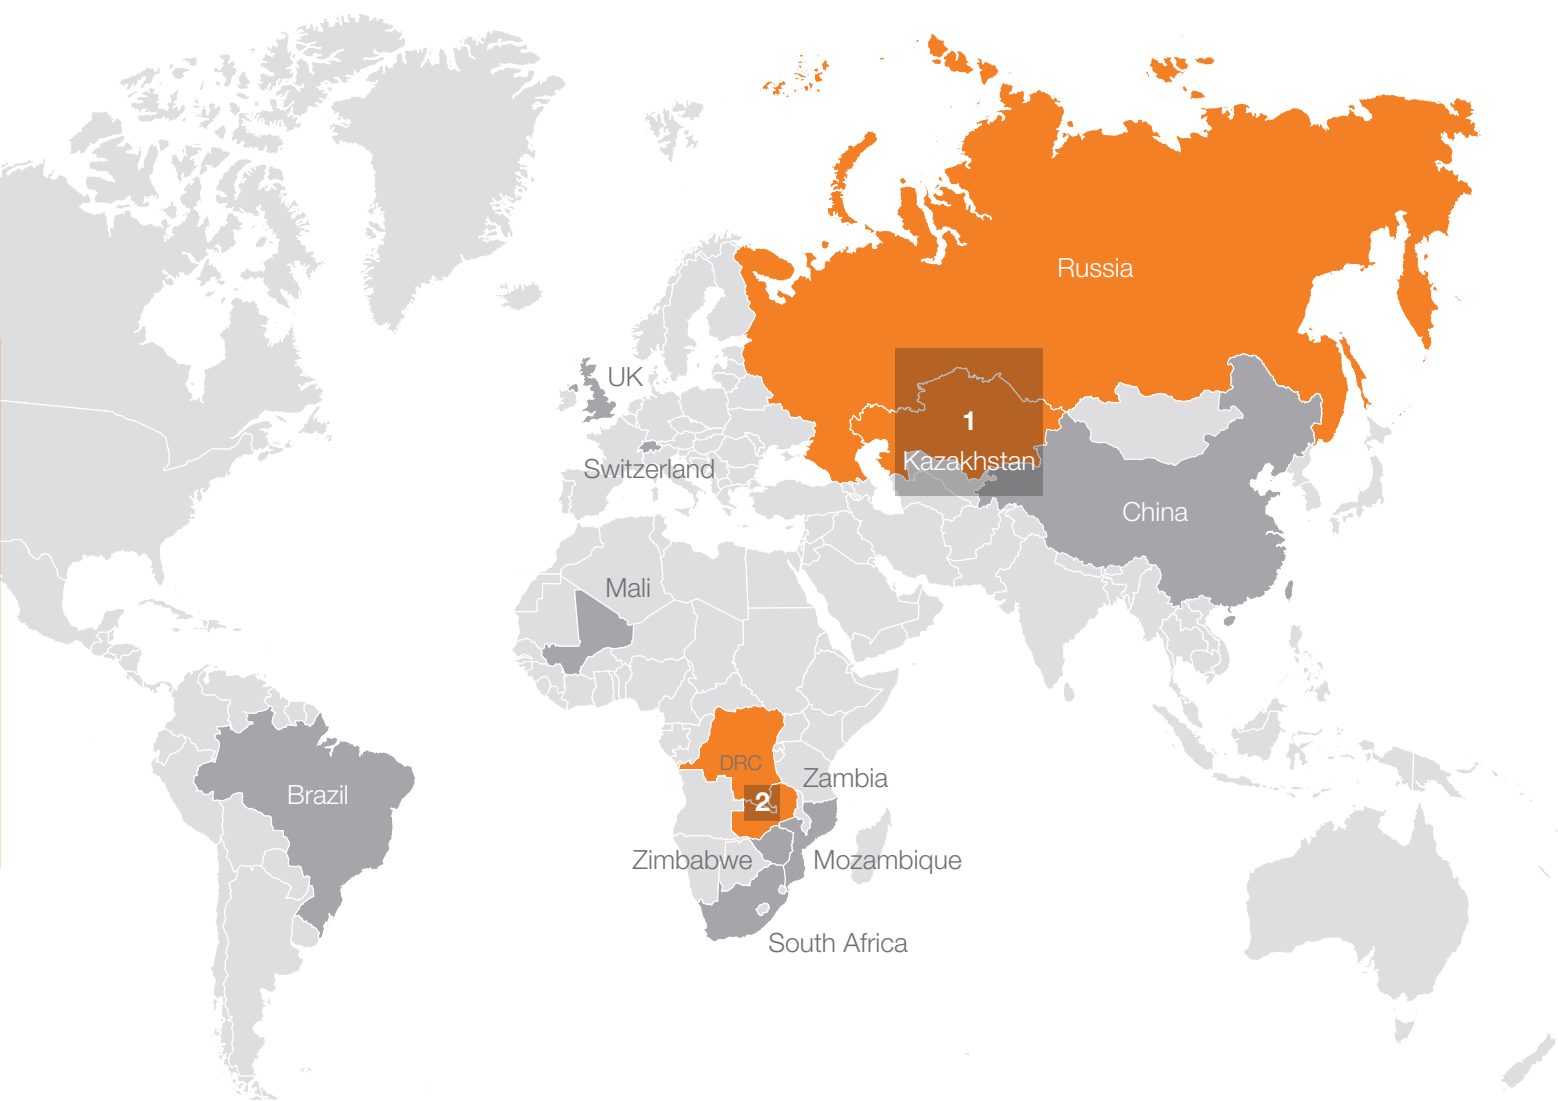 Russia
UK
1
Kazakhstan
Switzerland
China
Mali
DRC
Zambia
Brazil
2
Zimbabwe
Mozambique
South Africa